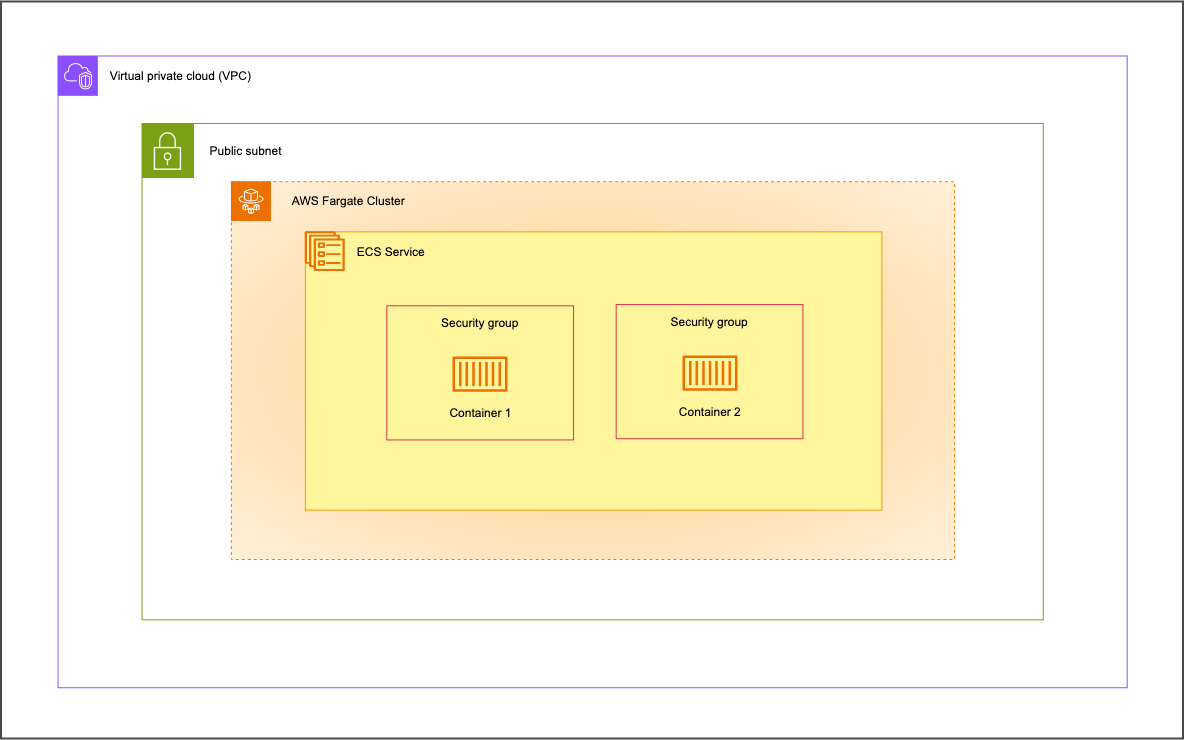 Virtual private cloud (VPC)
Public subnet
AWS Fargate Cluster
ECS Service
Security group
Container 1
Security group
Container 2